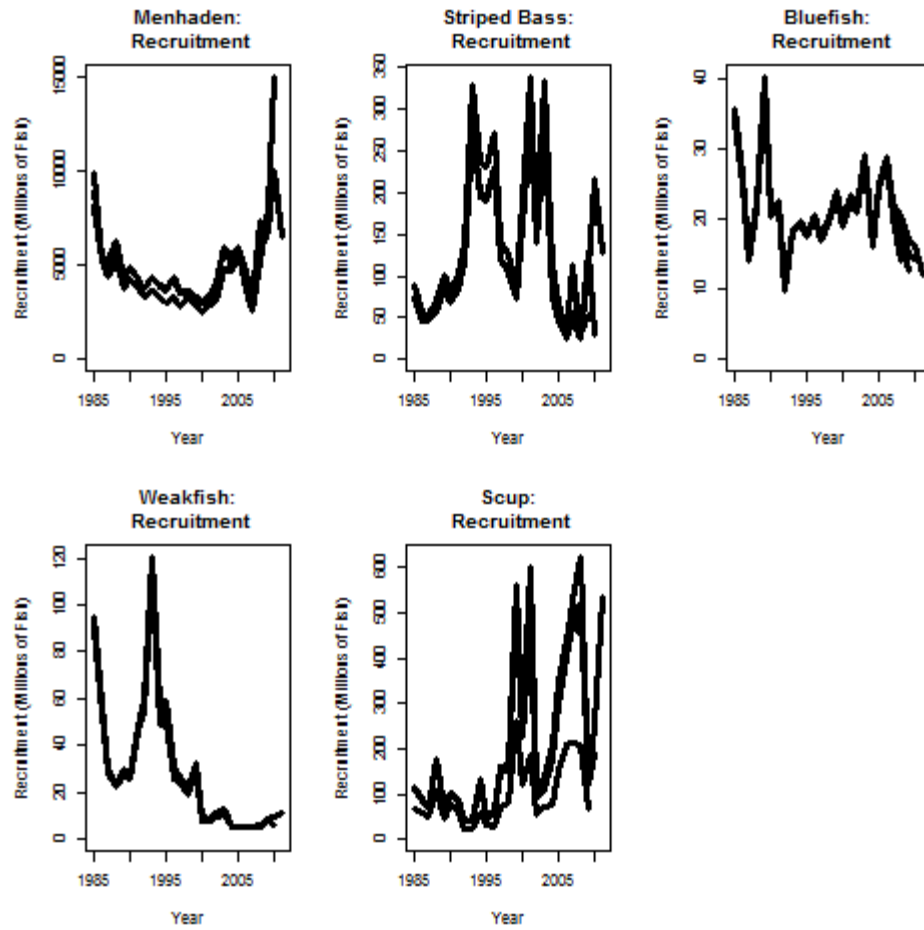 Menhaden:
Recruitment
Recruitment (Millions of Fish)
15000
10000
5000
0
1985
1995
2005
Year
Striped Bass:
Recruitment
Recruitment (Millions of Fish)
350
300
250
200
150
100
50
0
1985
1995
2005
Year
Bluefish:
Recruitment
Recruitment (Millions of Fish)
40
30
20
10
0
1985
1995
2005
Year
Weakfish:
Recruitment
Recruitment (Millions of Fish)
120
100
80
60
40
20
0
1985
1995
2005
Year
Scup:
Recruitment
Recruitment (Millions of Fish)
600
500
400
300
200
100
0
1985
1995
2005
Year